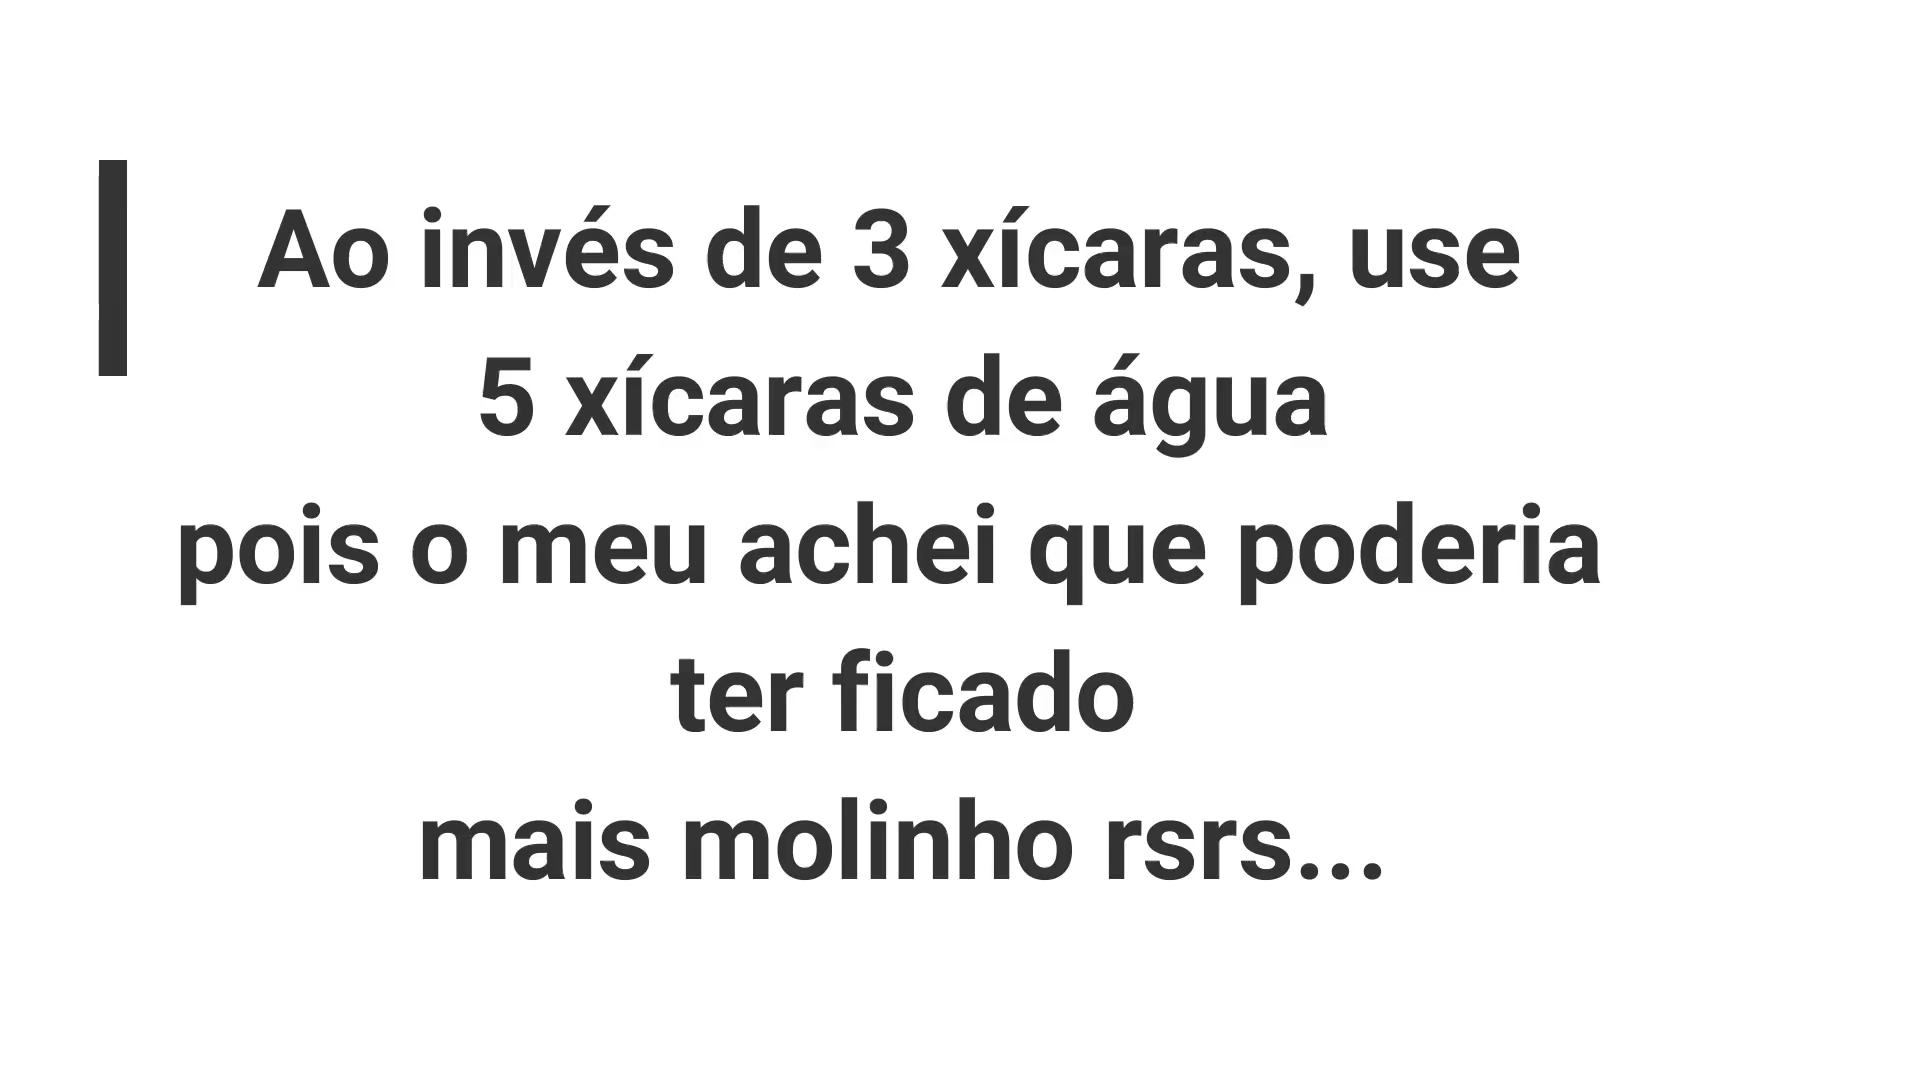 Ao invés de 3 xícaras, use
5 xícaras de água
pois o meu achei que poderia
ter ficado
mais molinho rsrs...